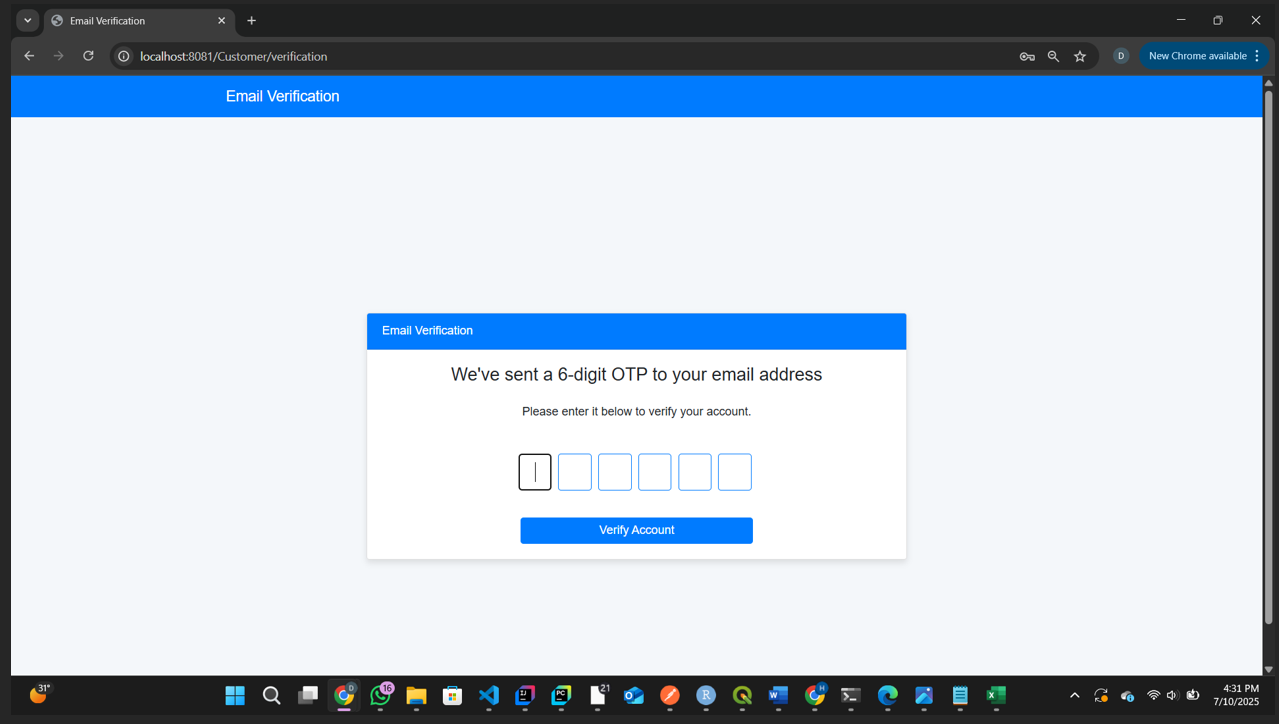 Email Verification
localhost:8081/Customer/verification
D
New Chrome available
Email Verification
Email Verification
We've sent a 6-digit OTP to your email address
Please enter it below to verify your account.
Verify Account
31°
D
16
IJ
PC
21
R
W
H
X
4:31 PM
7/10/2025